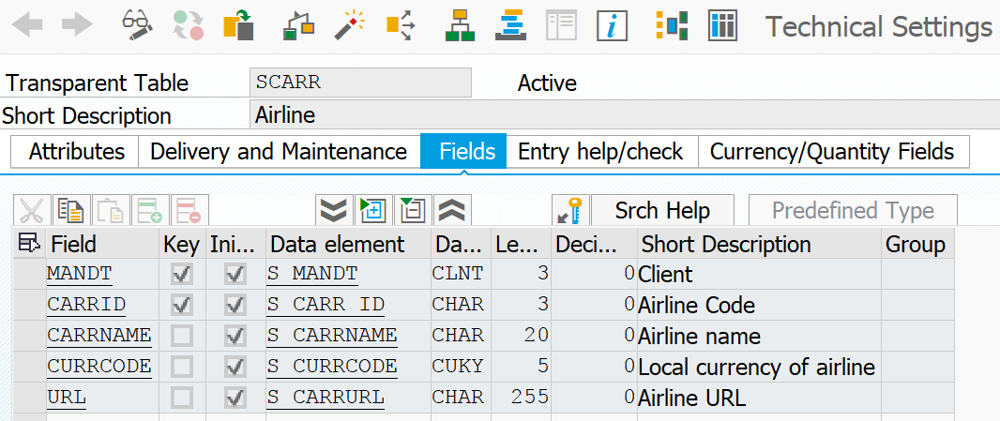 Technical Settings
Transparent Table SCARR Active
Short Description Airline
Attributes Delivery and Maintenance Fields Entry help/check Currency/Quantity Fields
Srch Help Predefined Type
Field Key Ini... Data element Da... Le... Deci... Short Description Group
MANDT S_MANDT CLNT 3 0 Client
CARRID S_CARR_ID CHAR 3 0 Airline Code
CARRNAME S_CARRNAME CHAR 20 0 Airline name
CURRCODE S_CURRCODE CUKY 5 0 Local currency of airline
URL S_CARRURL CHAR 255 0 Airline URL